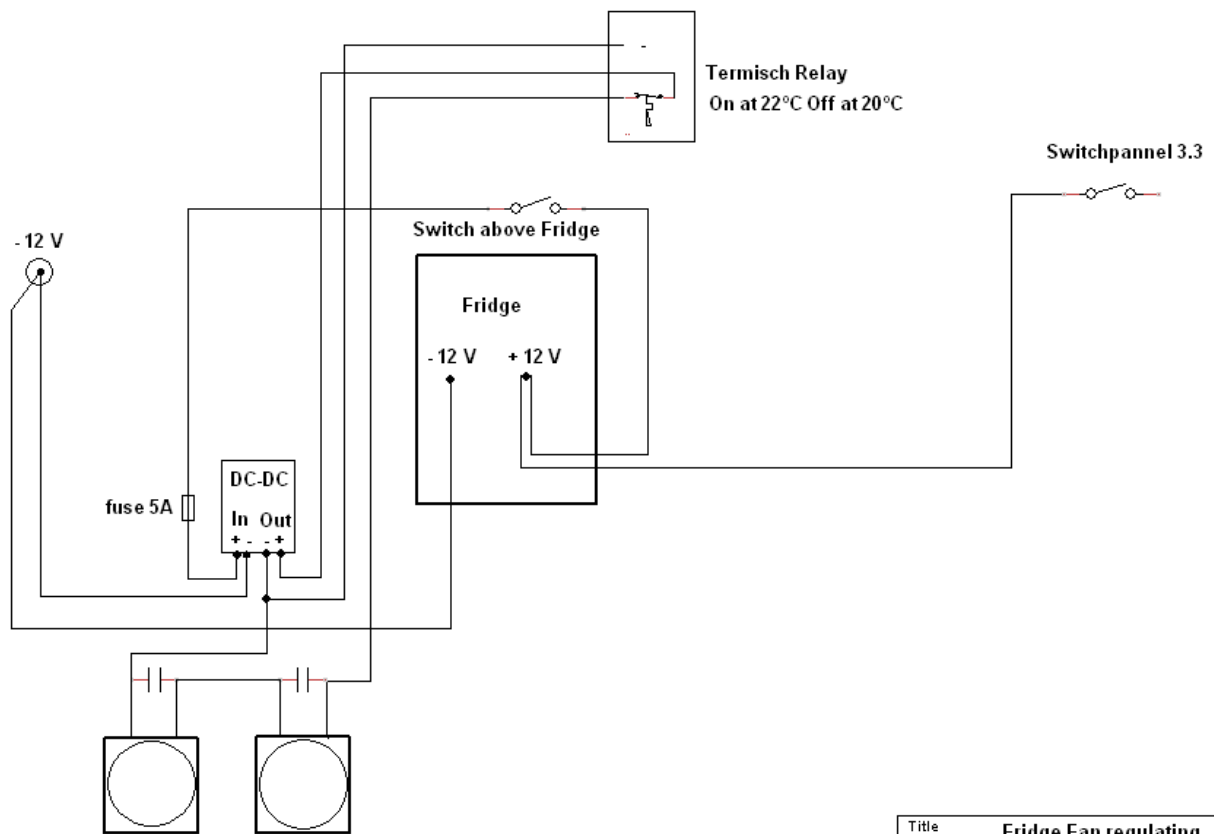 -
Termisch Relay
On at 22°C Off at 20°C
Switchpannel 3.3
Switch above Fridge
- 12 V
Fridge
- 12 V + 12 V
DC-DC
fuse 5A
In Out
+ - - +
Title
Fridge Fan regulating